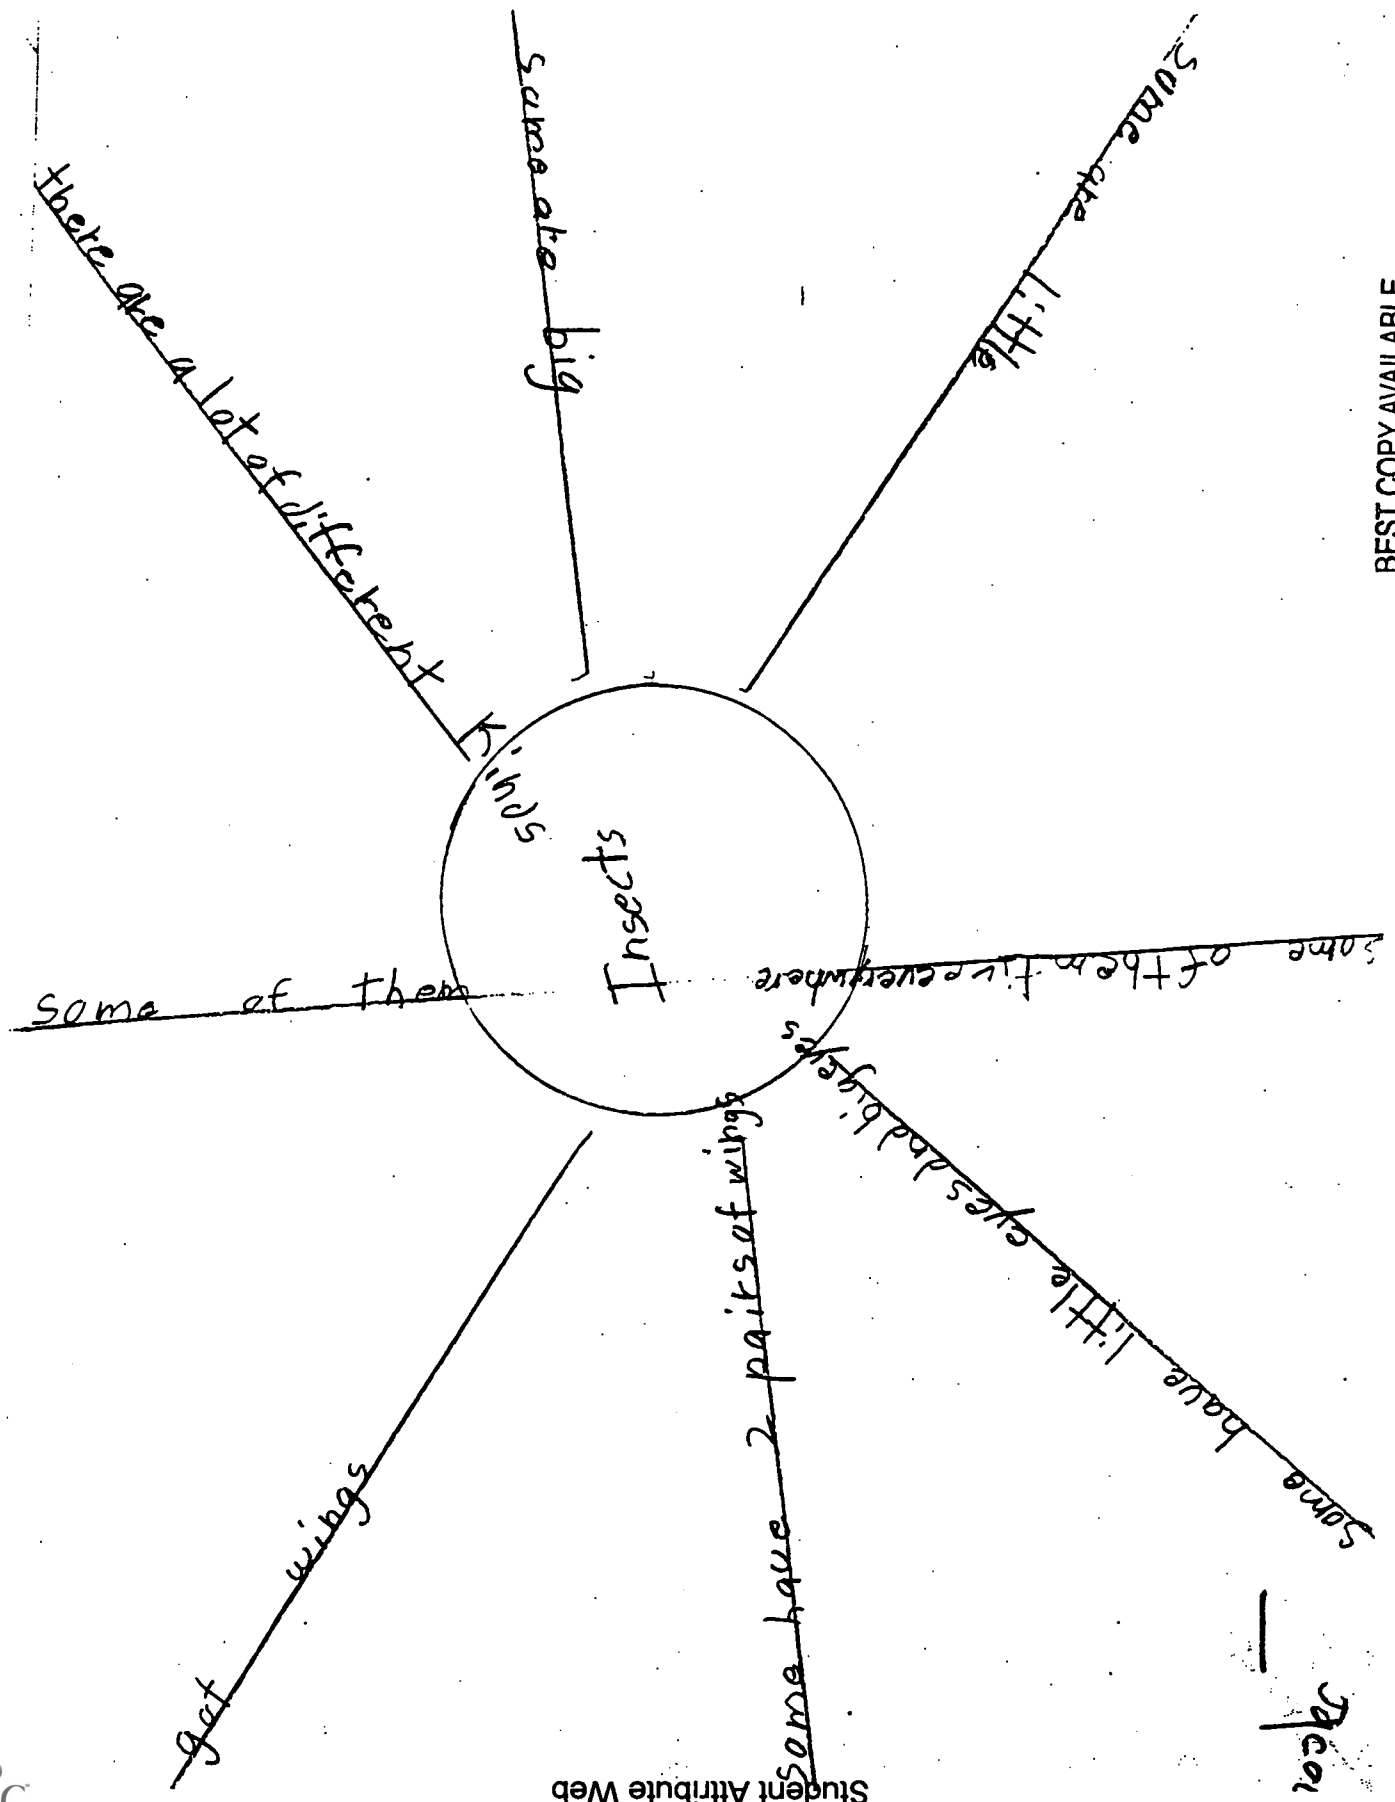 Student Attribute Web
Insects
there are a lot of different kinds
some are big
some are little
some of them live everywhere
some have little eyes and big eyes
some have 2 pairs of wings
got wings
some of them
BEST COPY AVAILABLE